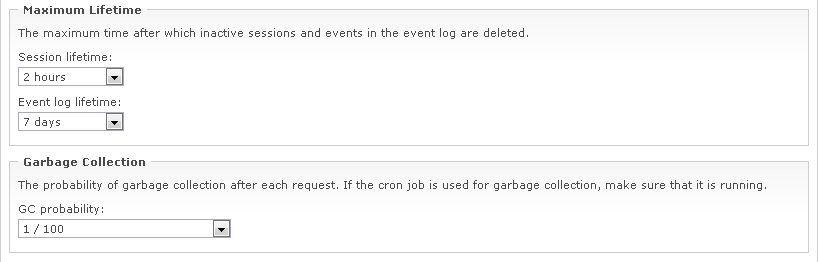 Maximum Lifetime
The maximum time after which inactive sessions and events in the event log are deleted.
Session lifetime:
2 hours
Event log lifetime:
7 days
Garbage Collection
The probability of garbage collection after each request. If the cron job is used for garbage collection, make sure that it is running.
GC probability:
1 / 100